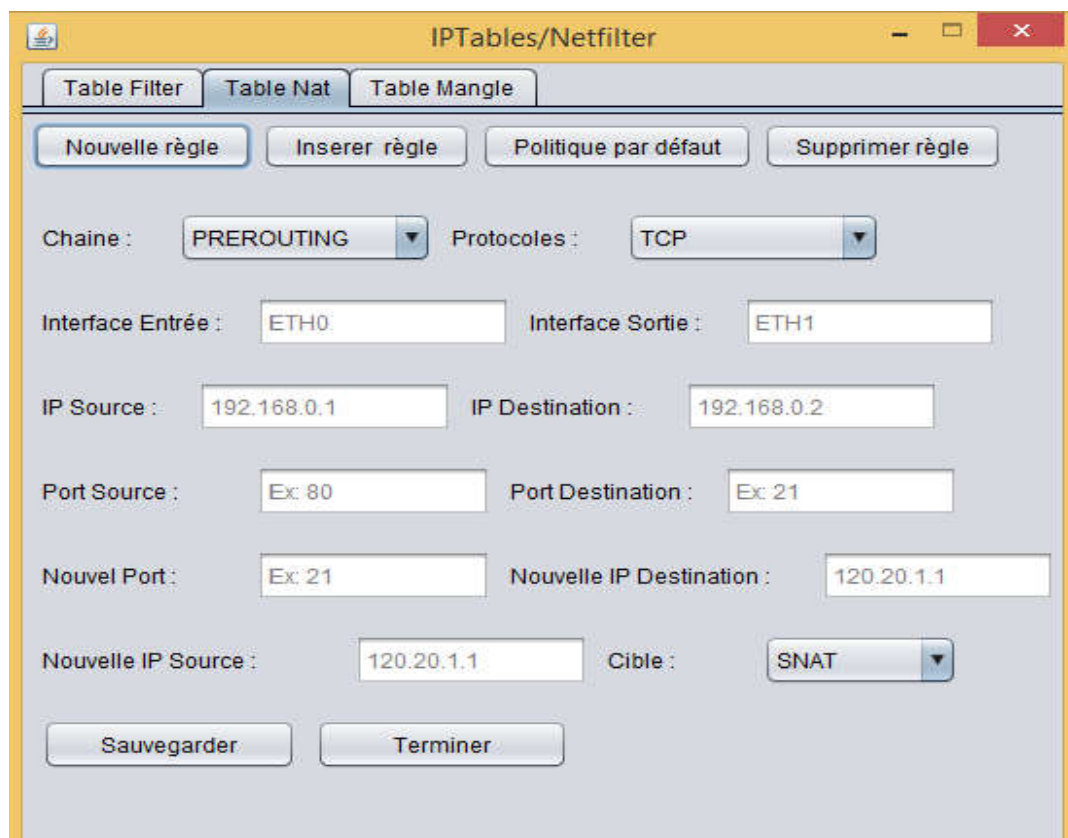 IPTables/Netfilter
Table Filter Table Nat Table Mangle
Nouvelle règle Inserer règle Politique par défaut Supprimer règle
Chaine : PREROUTING Protocoles : TCP
Interface Entrée : ETH0 Interface Sortie : ETH1
IP Source : 192.168.0.1 IP Destination : 192.168.0.2
Port Source : Ex: 80 Port Destination : Ex: 21
Nouvel Port : Ex: 21 Nouvelle IP Destination : 120.20.1.1
Nouvelle IP Source : 120.20.1.1 Cible : SNAT
Sauvegarder Terminer